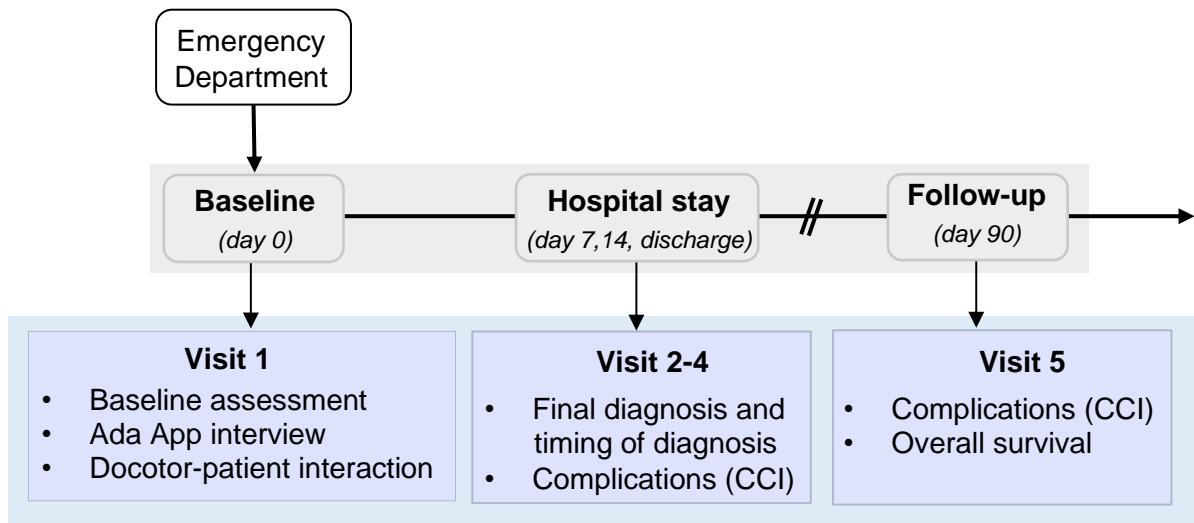 Emergency
Department
Baseline
(day 0)
Hospital stay
(day 7,14, discharge)
Follow-up
(day 90)
Visit 1
• Baseline assessment
• Ada App interview
• Docotor-patient interaction
Visit 2-4
• Final diagnosis and
timing of diagnosis
• Complications (CCI)
Visit 5
• Complications (CCI)
• Overall survival